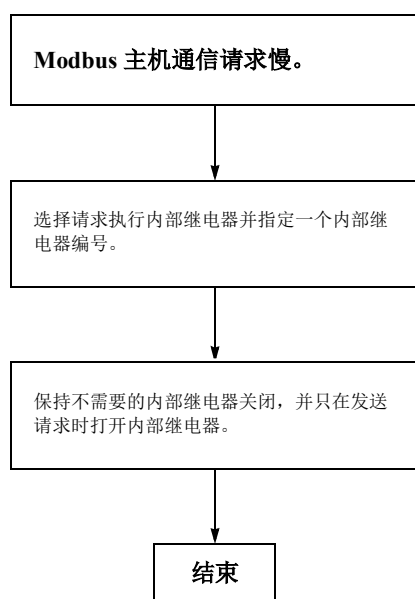 Modbus 主机通信请求慢。
选择请求执行内部继电器并指定一个内部继
电器编号。
保持不需要的内部继电器关闭，并只在发送
请求时打开内部继电器。
结束